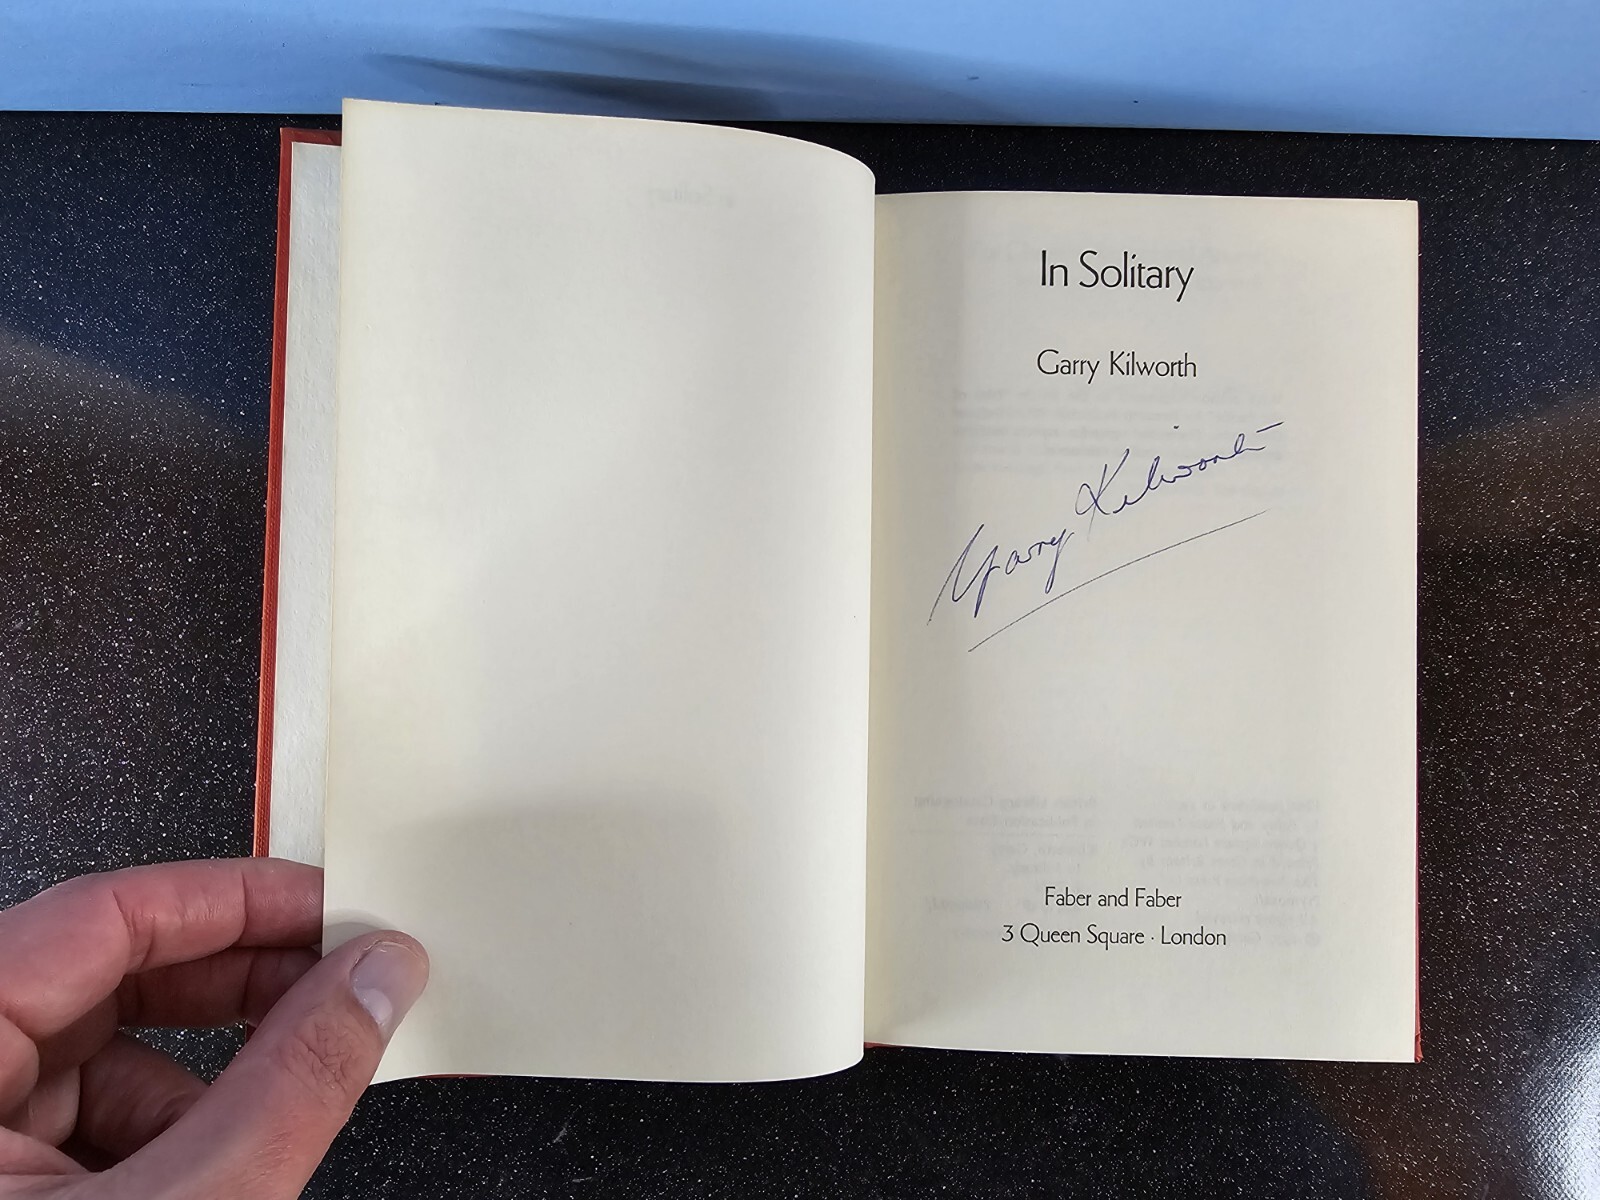 In Solitary
Garry Kilworth
Garry Kilworth
Faber and Faber
3 Queen Square · London